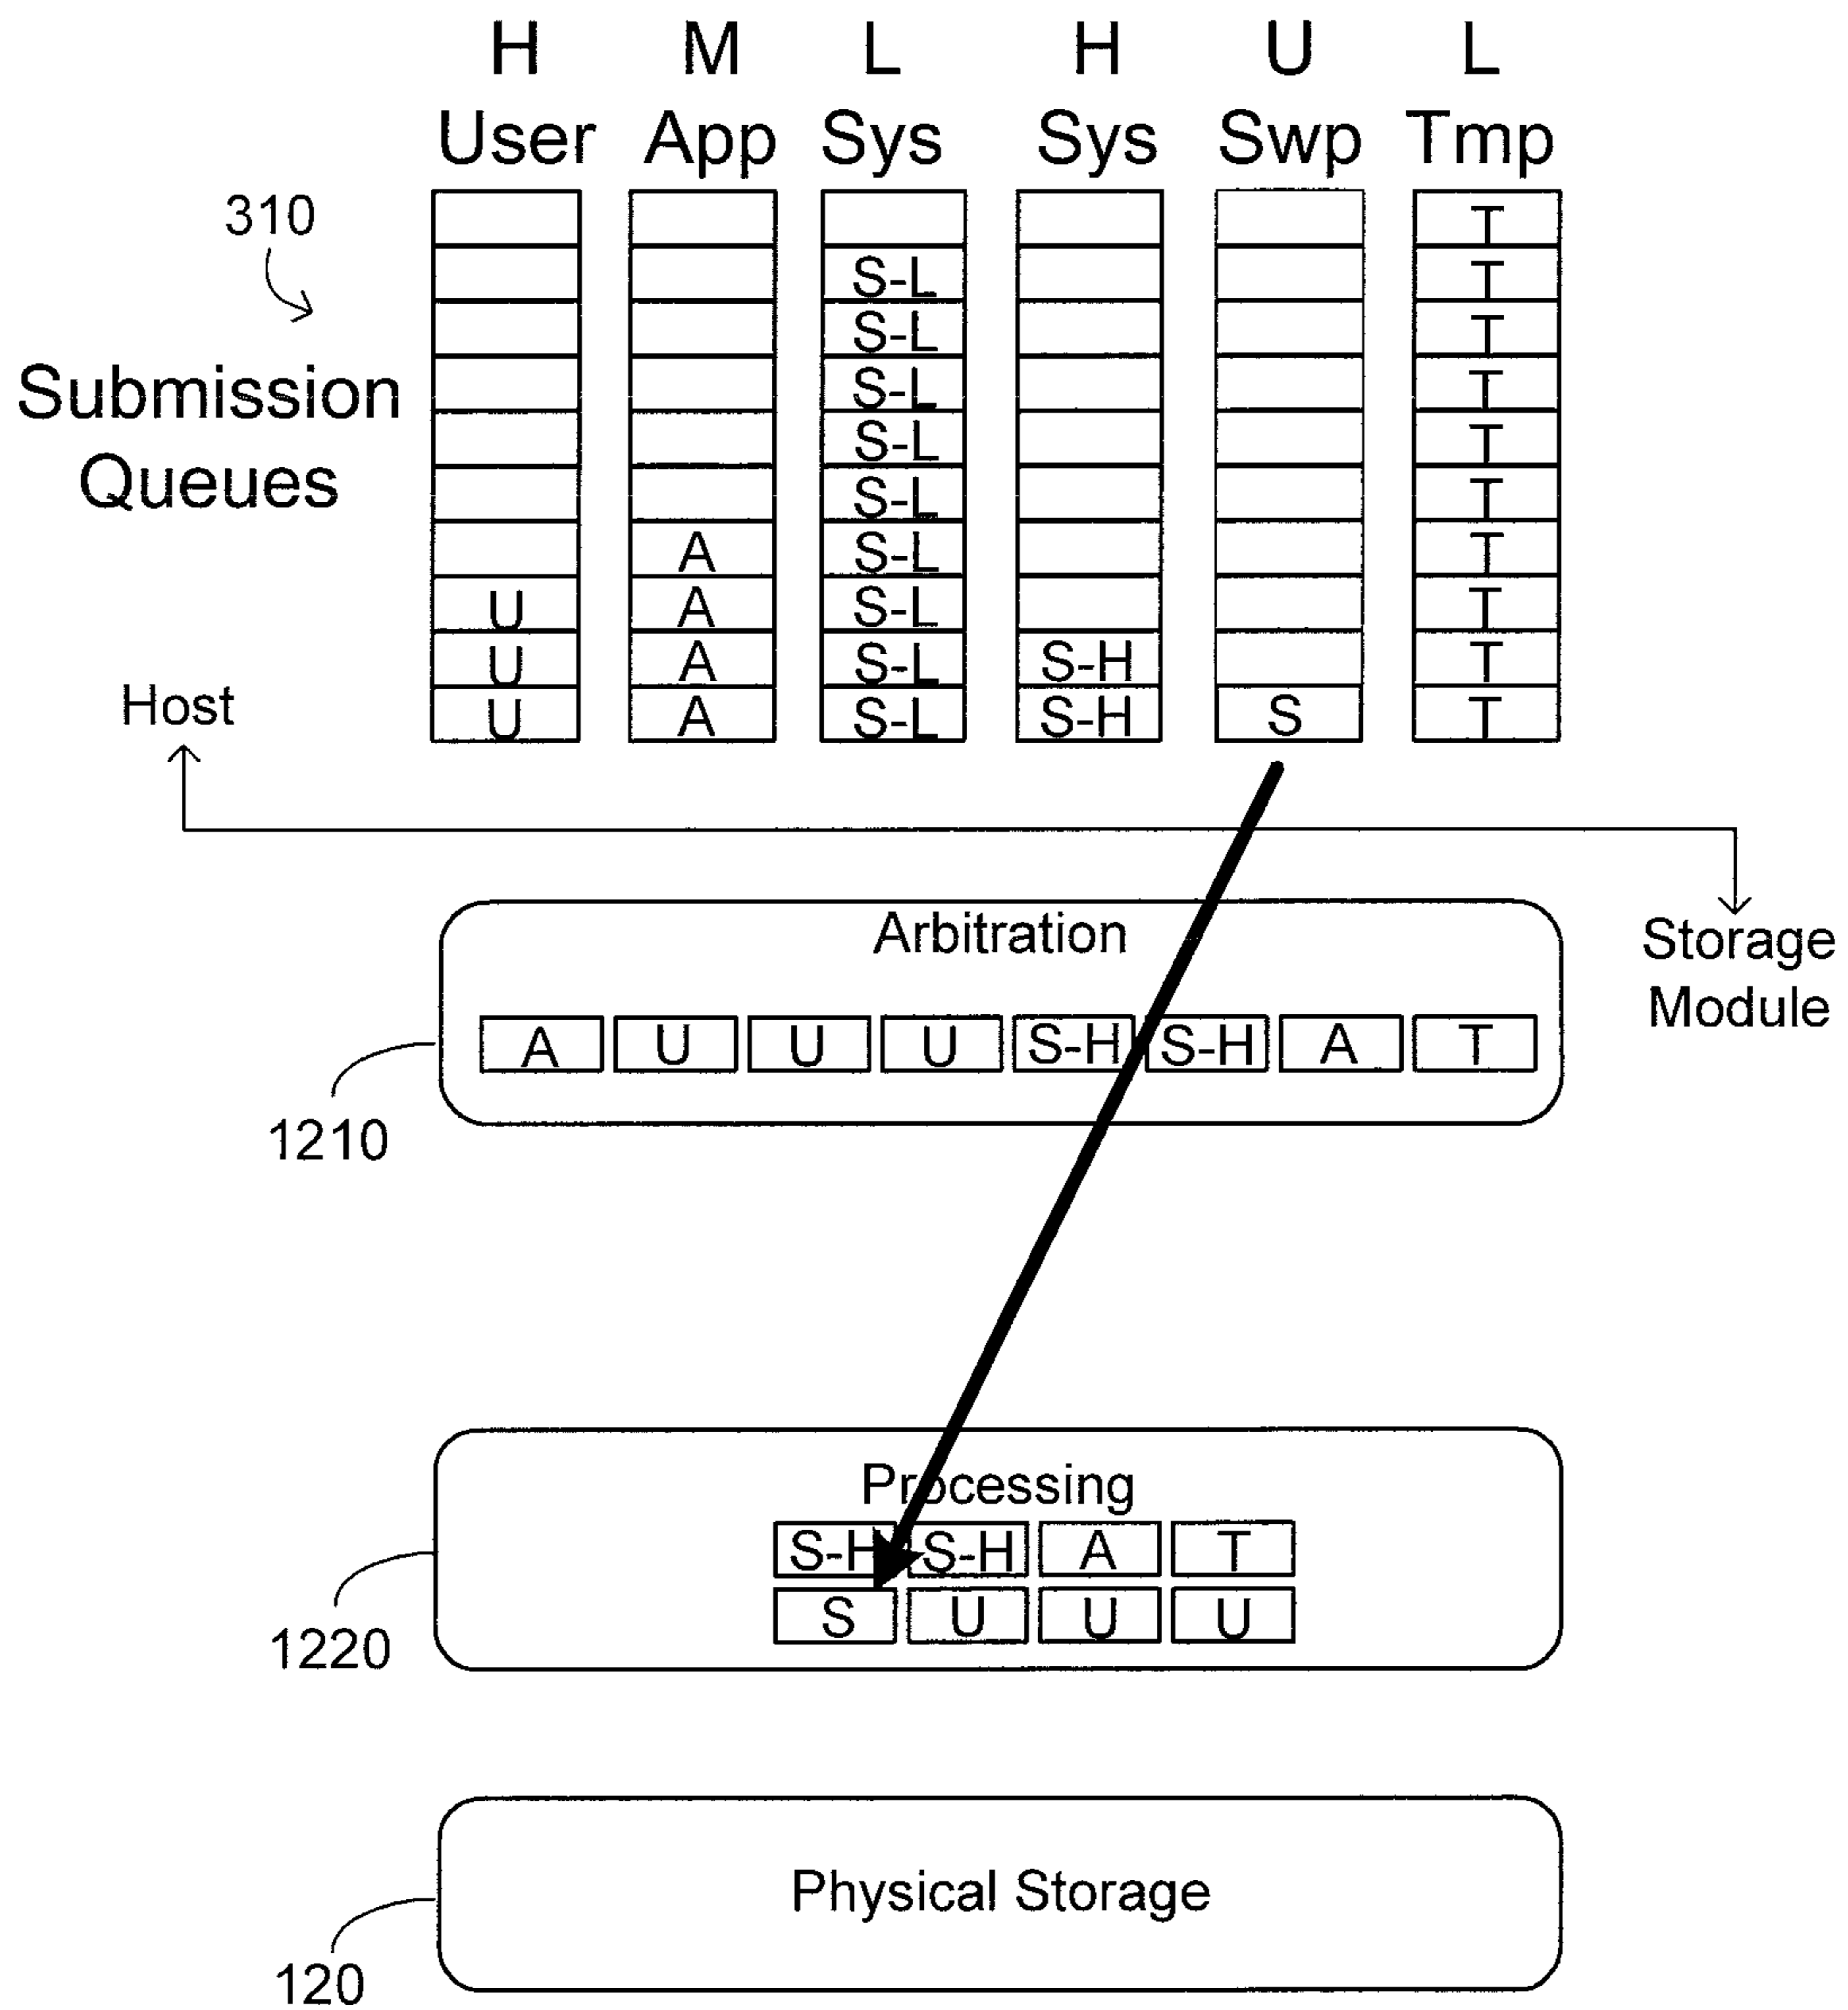 H M L H U L
User App Sys Sys Swp Tmp
310
T
S-L T
S-L T
Submission
S-L T
S-L T
Queues
S-L T
A S-L T
U A S-L T
U A S-L S-H T
Host
U A S-L S-H S T
Arbitration
Storage
Module
A U U U S-H S-H A T
1210
Processing
S-H S-H A T
S U U U
1220
Physical Storage
120